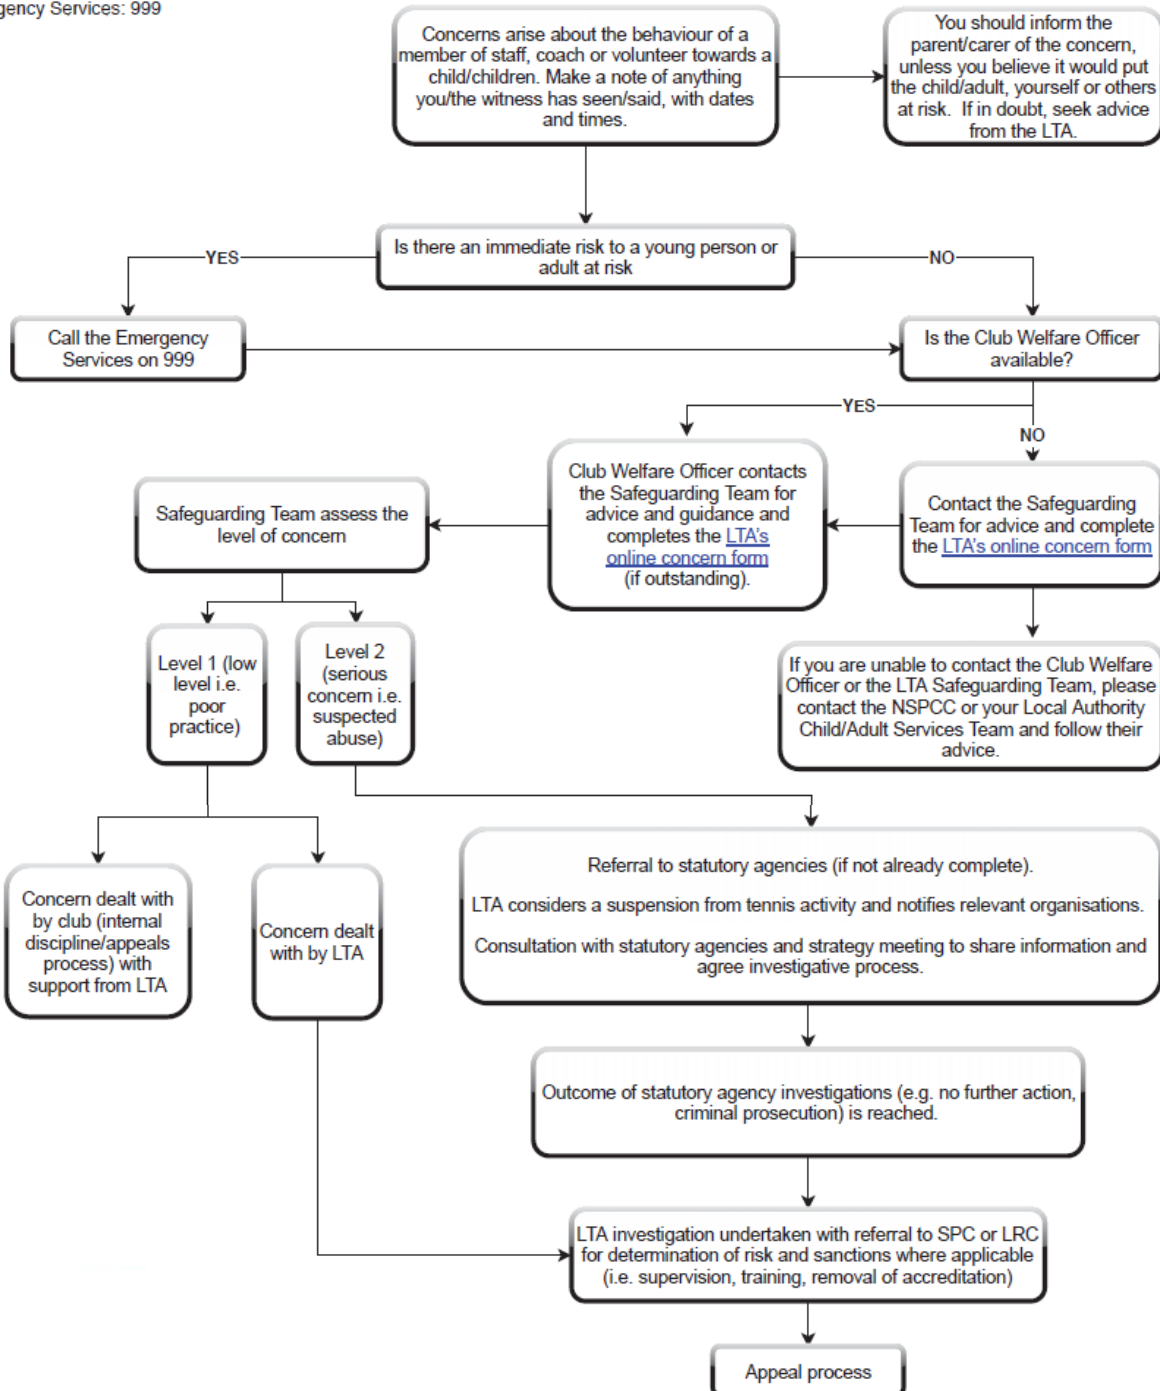 gency Services: 999
Concerns arise about the behaviour of a
member of staff, coach or volunteer towards a
child/children. Make a note of anything
you/the witness has seen/said, with dates
and times.
You should inform the
parent/carer of the concern,
unless you believe it would put
the child/adult, yourself or others
at risk. If in doubt, seek advice
from the LTA.
Is there an immediate risk to a young person or
adult at risk
YES
NO
Call the Emergency
Services on 999
Is the Club Welfare Officer
available?
YES
NO
Club Welfare Officer contacts
the Safeguarding Team for
advice and guidance and
completes the LTA's
online concern form
(if outstanding).
Contact the Safeguarding
Team for advice and complete
the LTA's online concern form
Safeguarding Team assess the
level of concern
Level 1 (low
level i.e.
poor
practice)
Level 2
(serious
concern i.e.
suspected
abuse)
If you are unable to contact the Club Welfare
Officer or the LTA Safeguarding Team, please
contact the NSPCC or your Local Authority
Child/Adult Services Team and follow their
advice.
Concern dealt with
by club (internal
discipline/appeals
process) with
support from LTA
Concern dealt
with by LTA
Referral to statutory agencies (if not already complete).
LTA considers a suspension from tennis activity and notifies relevant organisations.
Consultation with statutory agencies and strategy meeting to share information and
agree investigative process.
Outcome of statutory agency investigations (e.g. no further action,
criminal prosecution) is reached.
LTA investigation undertaken with referral to SPC or LRC
for determination of risk and sanctions where applicable
(i.e. supervision, training, removal of accreditation)
Appeal process